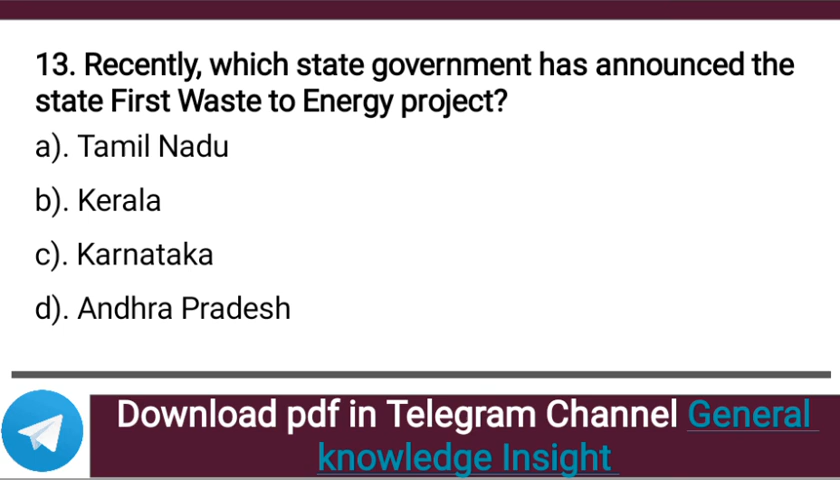 13. Recently, which state government has announced the
state First Waste to Energy project?
a). Tamil Nadu
b). Kerala
c). Karnataka
d). Andhra Pradesh
Download pdf in Telegram Channel General
knowledge Insight